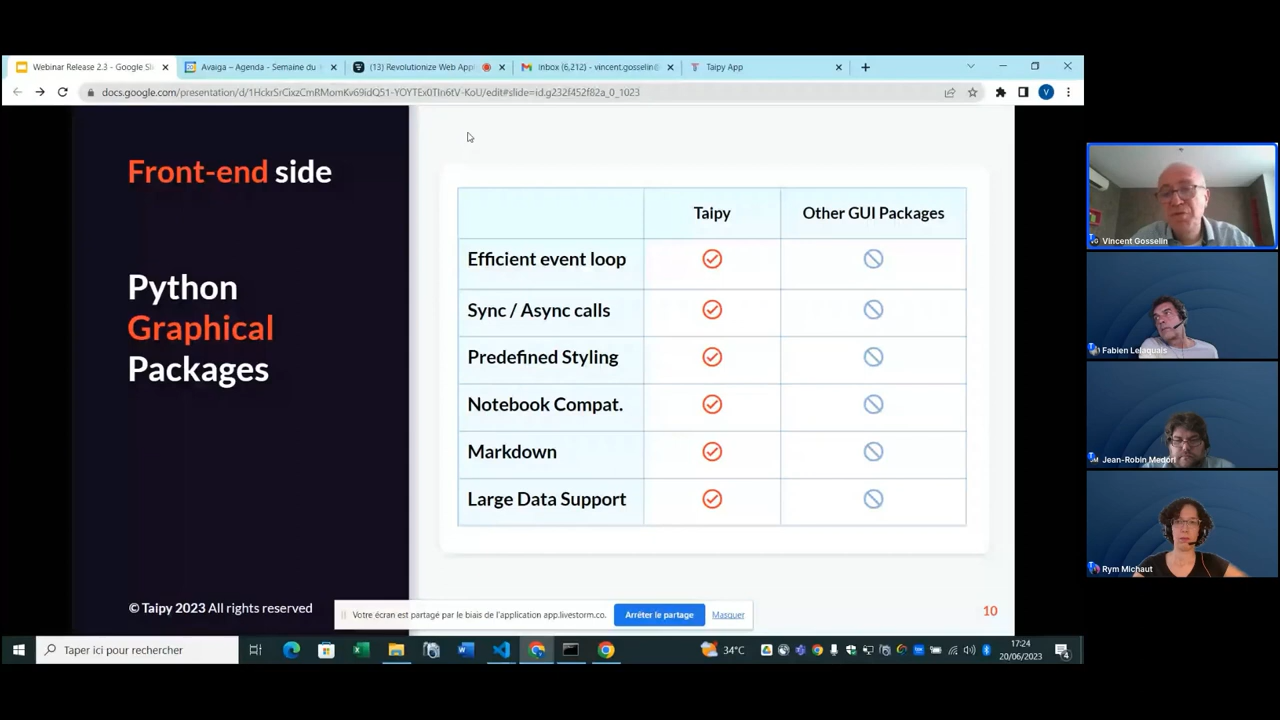 Webinar Release 2.3 - Google Sli
Avaiga – Agenda - Semaine du
(13) Revolutionize Web App
Inbox (6,212) - vincent.gosselin@
Taipy App
docs.google.com/presentation/d/1HckrSrCixzCmRMomKv69idQ51-YOYTEx0TIn6tV-KoU/edit#slide=id.g232f452f82a_0_1023
V
Front-end side
Python
Graphical
Packages
© Taipy 2023 All rights reserved
Taipy
Other GUI Packages
Efficient event loop
Sync / Async calls
Predefined Styling
Notebook Compat.
Markdown
Large Data Support
10
Votre écran est partagé par le biais de l'application app.livestorm.co.
Arrêter le partage
Masquer
Taper ici pour rechercher
34°C
17:24
20/06/2023
4
Vincent Gosselin
Fabien Lelaquais
Jean-Robin Medori
Rym Michaut